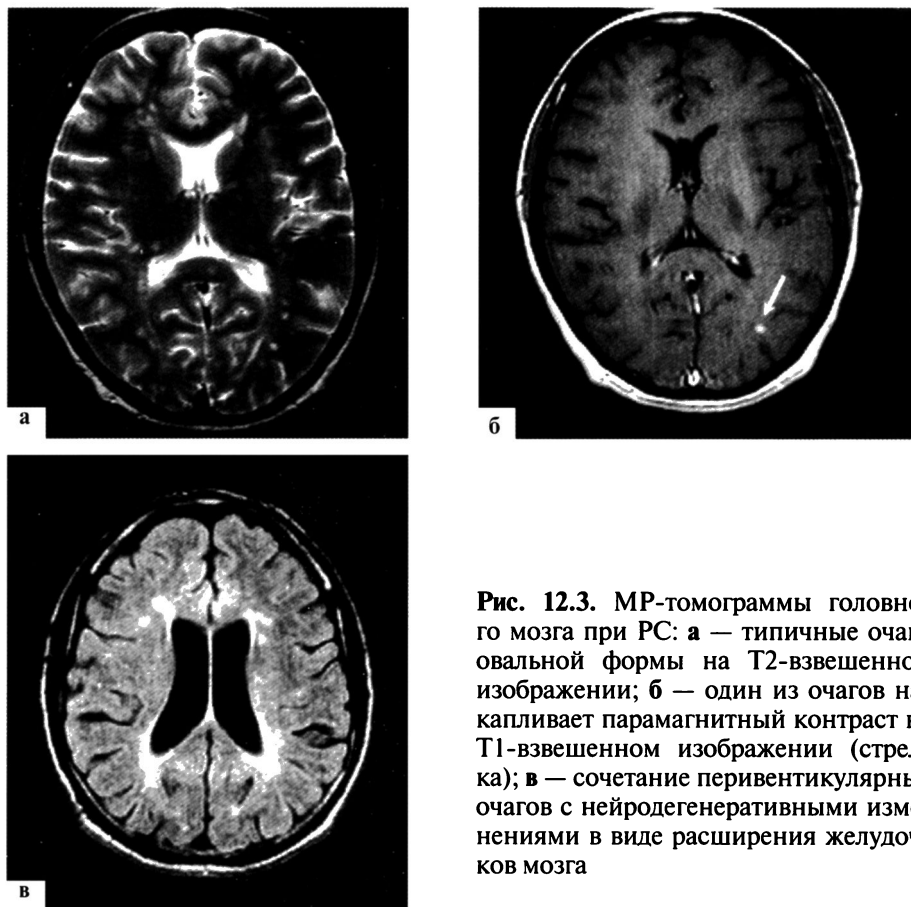 а
б
в
Рис. 12.3. МР-томограммы головно
го мозга при РС: а — типичные очаг
овальной формы на Т2-взвешенно
изображении; б — один из очагов на
капливает парамагнитный контраст н
Т1-взвешенном изображении (стрел
ка); в — сочетание перивентикулярны
очагов с нейродегенеративными изме
нениями в виде расширения желудоч
ков мозга